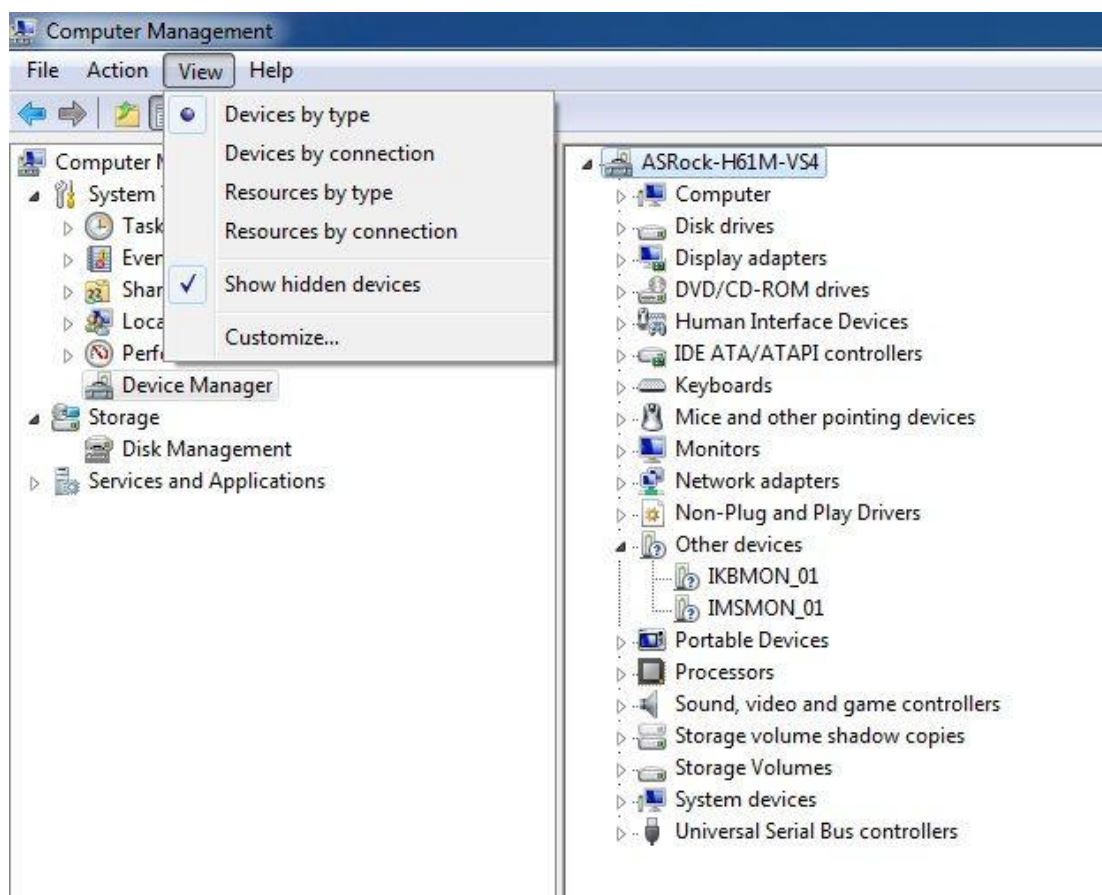 Computer Management
File Action View Help
Devices by type
Devices by connection
Resources by type
Resources by connection
Show hidden devices
Customize...
Computer M
System
Task
Even
Shar
Loca
Perf
Device Manager
Storage
Disk Management
Services and Applications
ASRock-H61M-VS4
Computer
Disk drives
Display adapters
DVD/CD-ROM drives
Human Interface Devices
IDE ATA/ATAPI controllers
Keyboards
Mice and other pointing devices
Monitors
Network adapters
Non-Plug and Play Drivers
Other devices
IKBMON_01
IMSMON_01
Portable Devices
Processors
Sound, video and game controllers
Storage volume shadow copies
Storage Volumes
System devices
Universal Serial Bus controllers